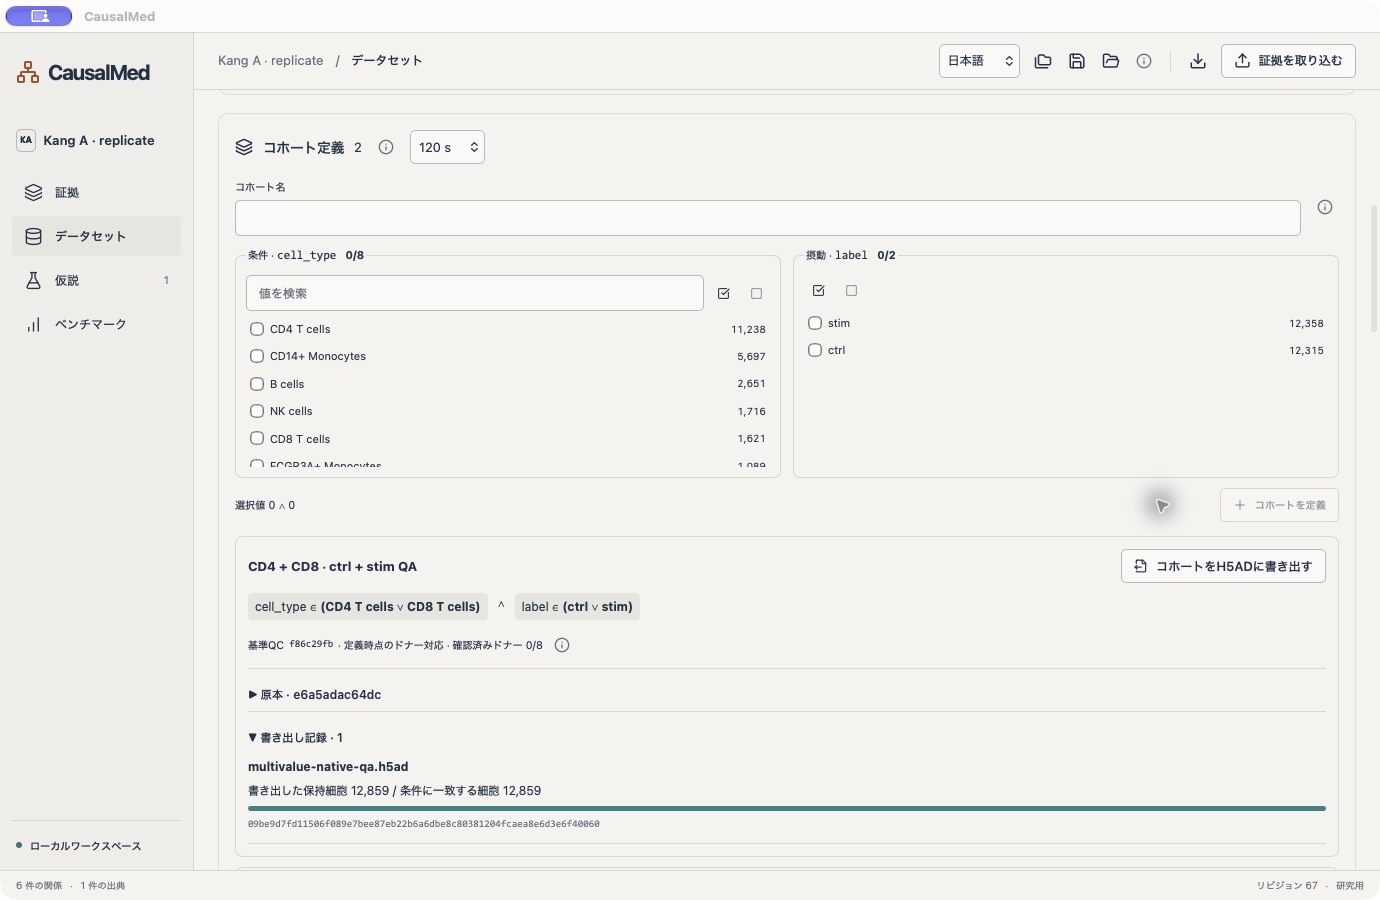 CausalMed
CausalMed
Kang A · replicate / データセット
日本語
証拠を取り込む
KA Kang A · replicate
証拠
データセット
仮説 1
ベンチマーク
コホート定義 2
120 s
コホート名
条件 · cell_type 0/8
値を検索
CD4 T cells 11,238
CD14+ Monocytes 5,697
B cells 2,651
NK cells 1,716
CD8 T cells 1,621
FCGR3A+ Monocytes 1,089
摂動 · label 0/2
stim 12,358
ctrl 12,315
選択値 0 ∧ 0
コホートを定義
CD4 + CD8 · ctrl + stim QA
コホートをH5ADに書き出す
cell_type ∈ (CD4 T cells ∨ CD8 T cells) ∧ label ∈ (ctrl ∨ stim)
基準QC f86c29fb · 定義時点のドナー対応 · 確認済みドナー 0/8
原本 · e6a5adac64dc
書き出し記録 · 1
multivalue-native-qa.h5ad
書き出した保持細胞 12,859 / 条件に一致する細胞 12,859
09be9d7fd11506f089e7bee87eb22b6a6dbe8c80381204fcaea8e6d3e6f40060
ローカルワークスペース
6 件の関係 · 1 件の出典
リビジョン 67 · 研究用